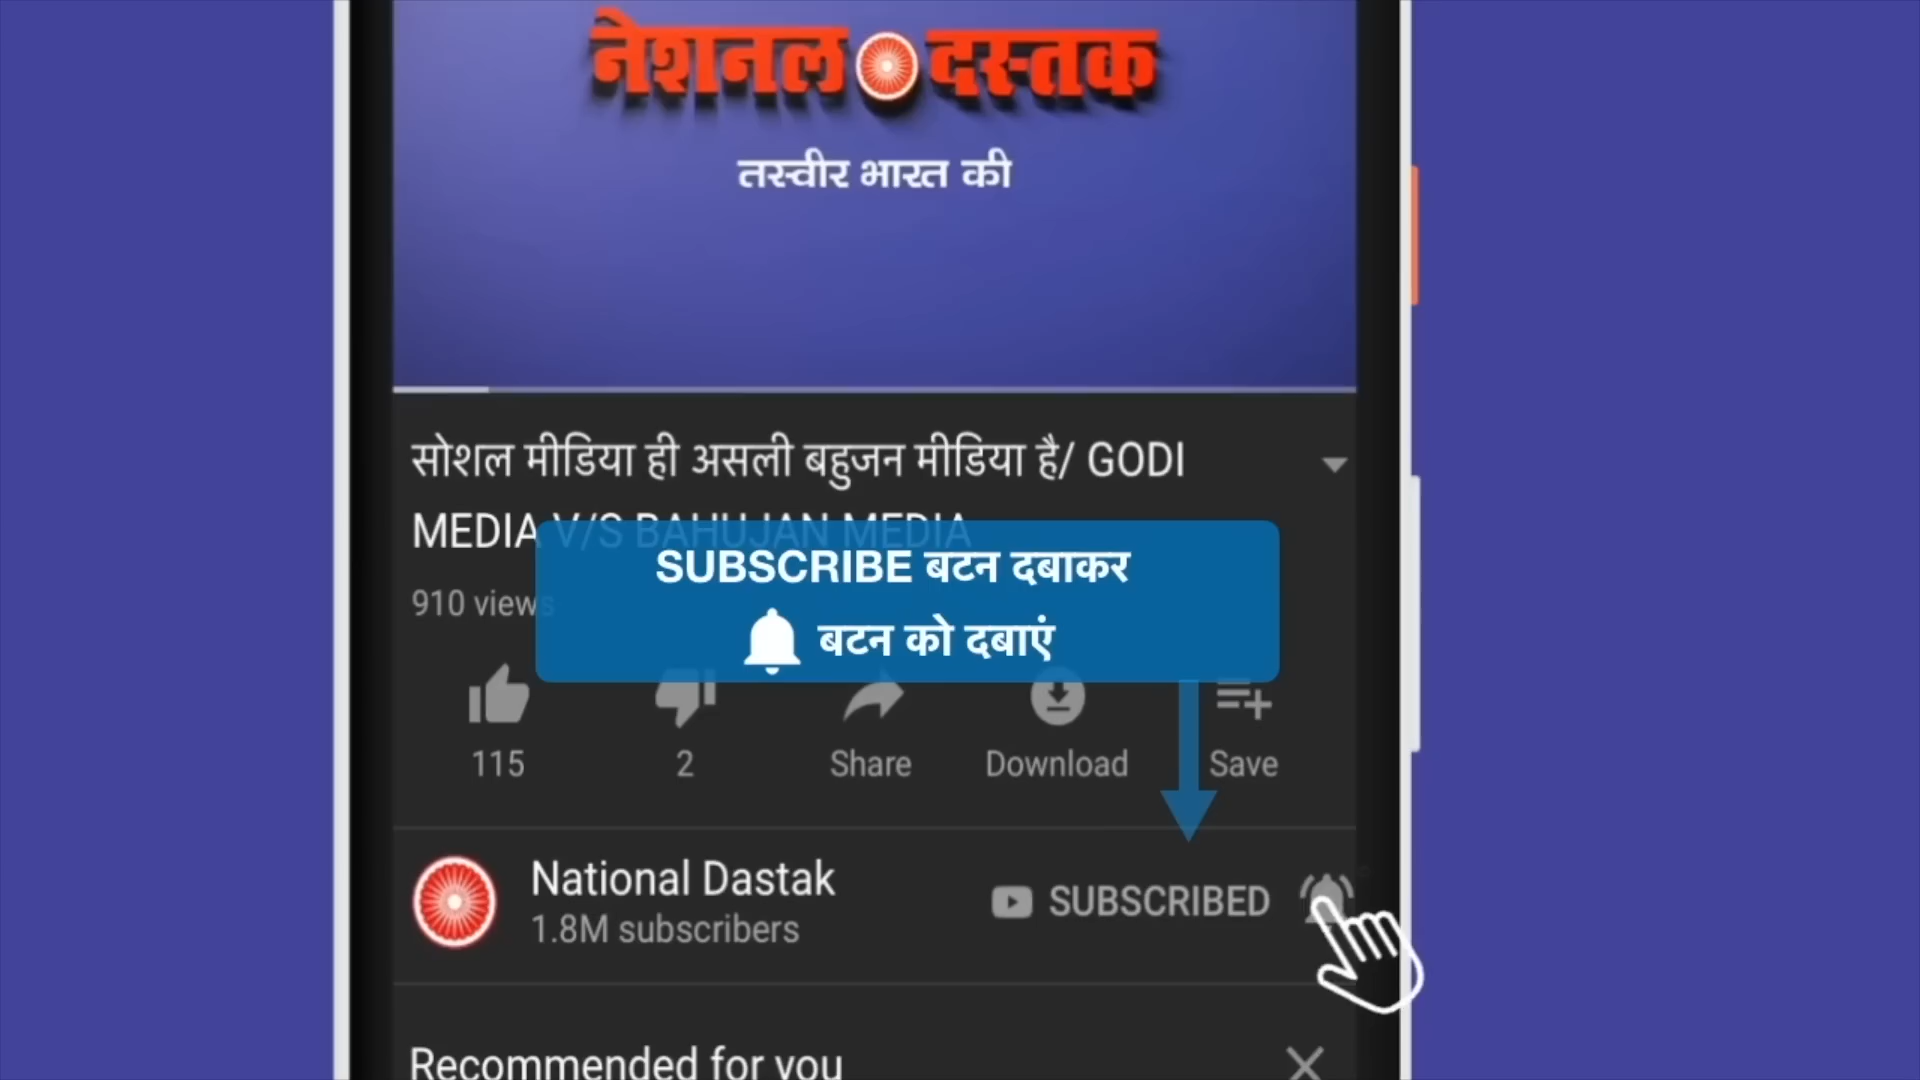 नेशनल दस्तक
तस्वीर भारत की
सोशल मीडिया ही असली बहुजन मीडिया है/ GODI
MEDIA V/S BAHUJAN MEDIA
910 views
SUBSCRIBE बटन दबाकर
बटन को दबाएं
115
2
Share
Download
Save
National Dastak
1.8M subscribers
SUBSCRIBED
Recommended for you